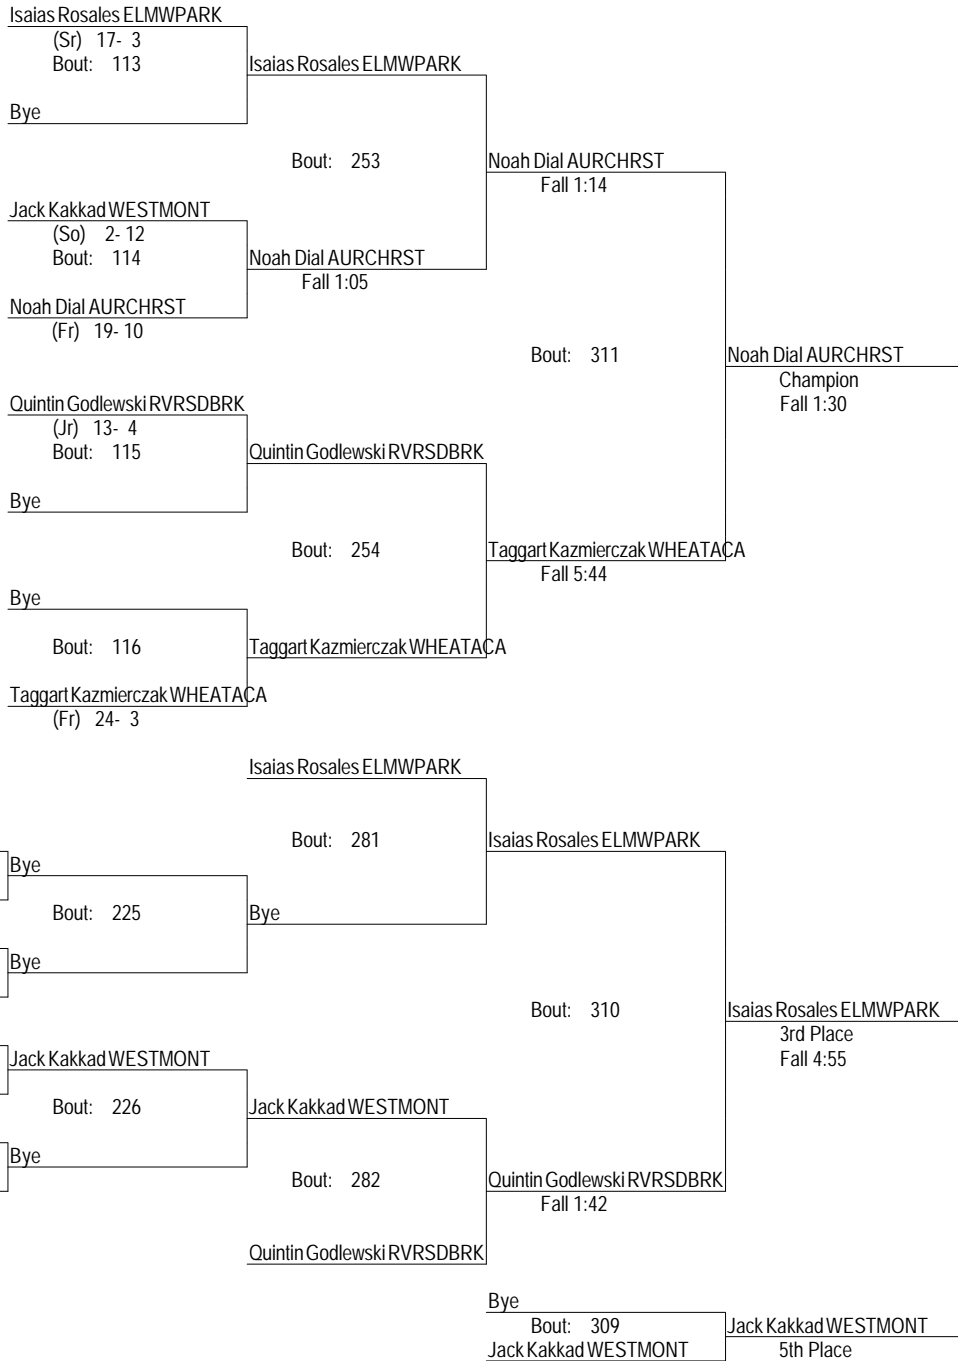 Isaias Rosales ELMWPARK
(Sr) 17- 3
Bout: 113
Isaias Rosales ELMWPARK
Bye
Bout: 253
Noah Dial AURCHRST
Fall 1:14
Jack Kakkad WESTMONT
(So) 2- 12
Bout: 114
Noah Dial AURCHRST
Fall 1:05
Noah Dial AURCHRST
(Fr) 19- 10
Bout: 311
Noah Dial AURCHRST
Champion
Fall 1:30
Quintin Godlewski RVRSDBRK
(Jr) 13- 4
Bout: 115
Quintin Godlewski RVRSDBRK
Bye
Bout: 254
Taggart Kazmierczak WHEATACA
Fall 5:44
Bye
Bout: 116
Taggart Kazmierczak WHEATACA
Taggart Kazmierczak WHEATACA
(Fr) 24- 3
Isaias Rosales ELMWPARK
Bout: 281
Isaias Rosales ELMWPARK
Bye
Bout: 225
Bye
Bye
Bout: 310
Isaias Rosales ELMWPARK
3rd Place
Fall 4:55
Jack Kakkad WESTMONT
Bout: 226
Jack Kakkad WESTMONT
Bye
Bout: 282
Quintin Godlewski RVRSDBRK
Fall 1:42
Quintin Godlewski RVRSDBRK
Bye
Bout: 309
Jack Kakkad WESTMONT
Jack Kakkad WESTMONT
5th Place